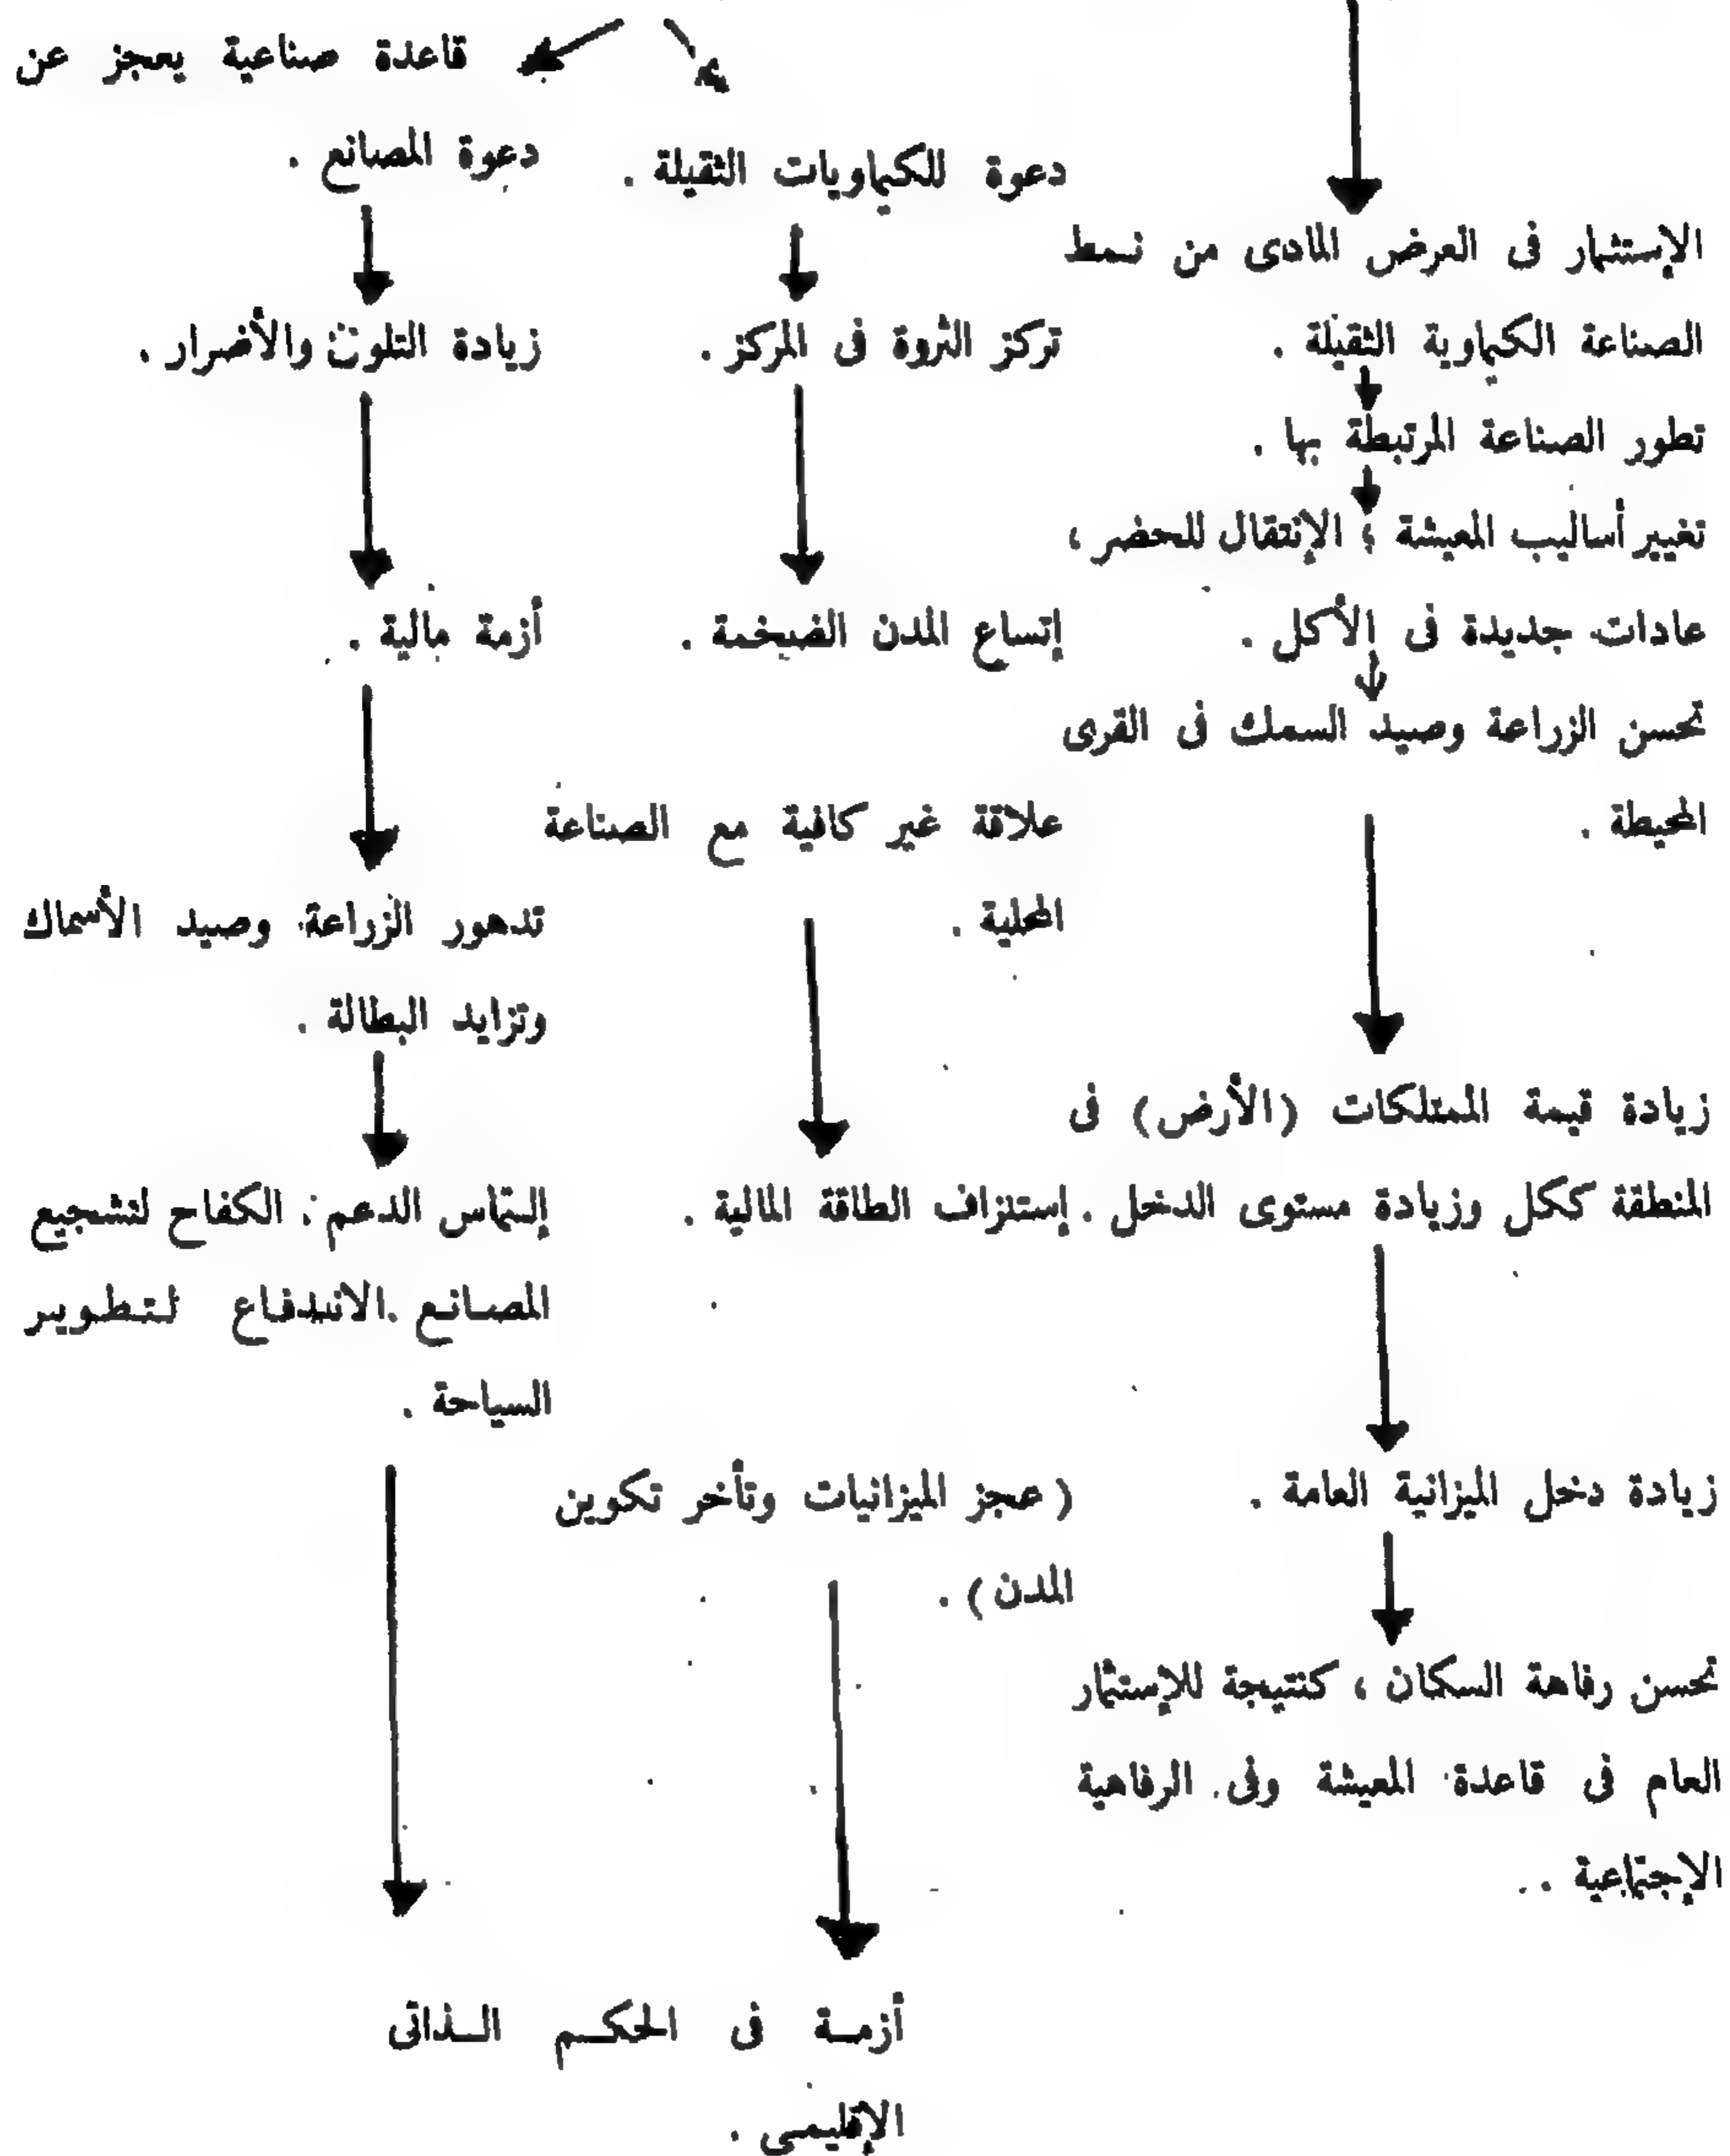 الإستثمار فى العرض المادى من نمط
الصناعة الكيماوية الثقيلة .
تطور الصناعة المرتبطة بها .
تغيير أساليب المعيشة ؛ الإنتقال للحضر ،
عادات جديدة فى الأكل .
تحسن الزراعة وصيد السمك فى القرى
المحيطة .
زيادة قيمة الممتلكات (الأرض) فى
المنطقة ككل وزيادة مستوى الدخل .
زيادة دخل الميزانية العامة .
تحسن رفاهة السكان ، كنتيجة للإستثمار
العام فى قاعدة المعيشة وفى الرفاهية
الإجتماعية ..
دعوة للكيماويات الثقيلة .
تركز الثروة فى المركز .
إتساع المدن الضخمة .
علاقة غير كافية مع الصناعة
المحلية .
إستنزاف الطاقة المالية .
( عجز الميزانيات وتأخر تكوين
المدن ) .
قاعدة صناعية يعجز عن
دعوة المصانع .
زيادة التلوث والأضرار .
أزمة مالية .
تدهور الزراعة وصيد الأسماك
وتزايد البطالة .
إلتماس الدعم : الكفاح لتشجيع
المصانع . الاندفاع لتطوير
السياحة .
أزمة فى الحكم الذاتى
الإقليمى .